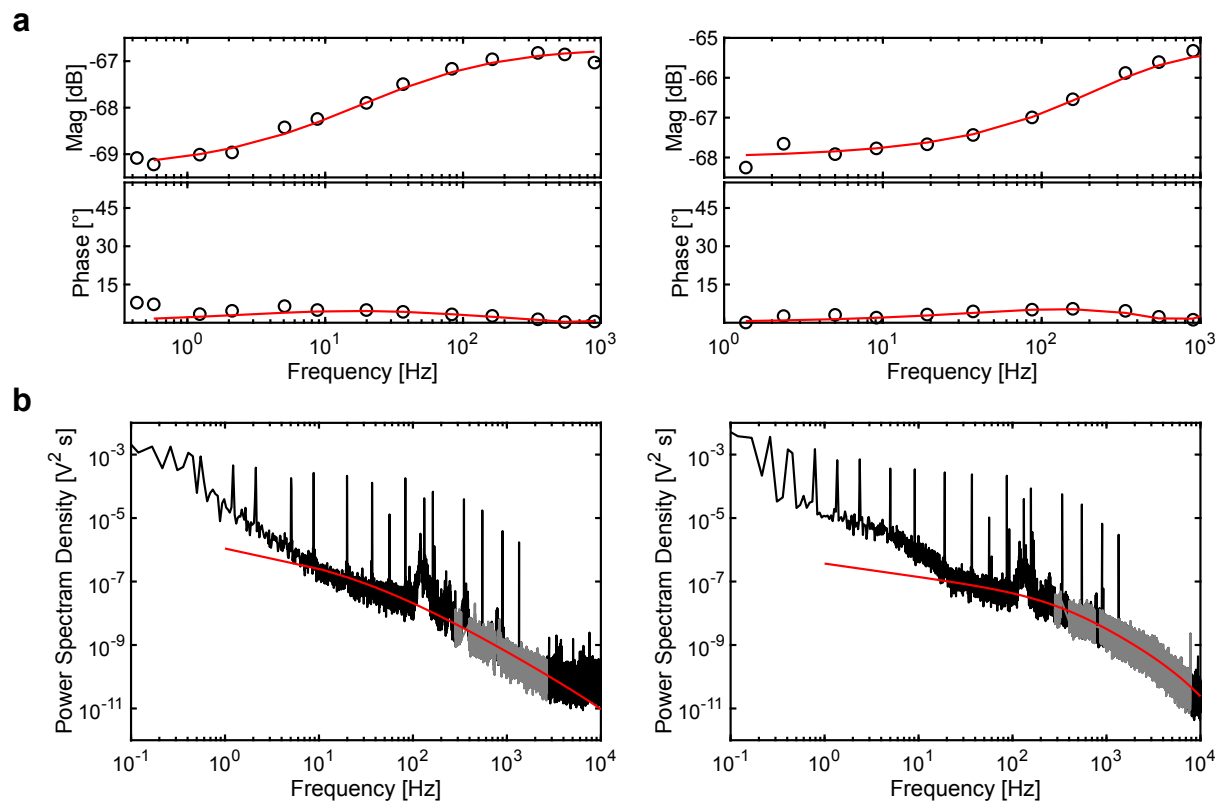 a
-67
-68
-69
Mag [dB]
45
30
15
Phase [°]
10⁰ 10¹ 10² 10³
Frequency [Hz]
-65
-66
-67
-68
Mag [dB]
45
30
15
Phase [°]
10⁰ 10¹ 10² 10³
Frequency [Hz]
b
10⁻³
10⁻⁵
10⁻⁷
10⁻⁹
10⁻¹¹
Power Spectram Density [V² s]
10⁻¹ 10⁰ 10¹ 10² 10³ 10⁴
Frequency [Hz]
10⁻³
10⁻⁵
10⁻⁷
10⁻⁹
10⁻¹¹
Power Spectram Density [V² s]
10⁻¹ 10⁰ 10¹ 10² 10³ 10⁴
Frequency [Hz]